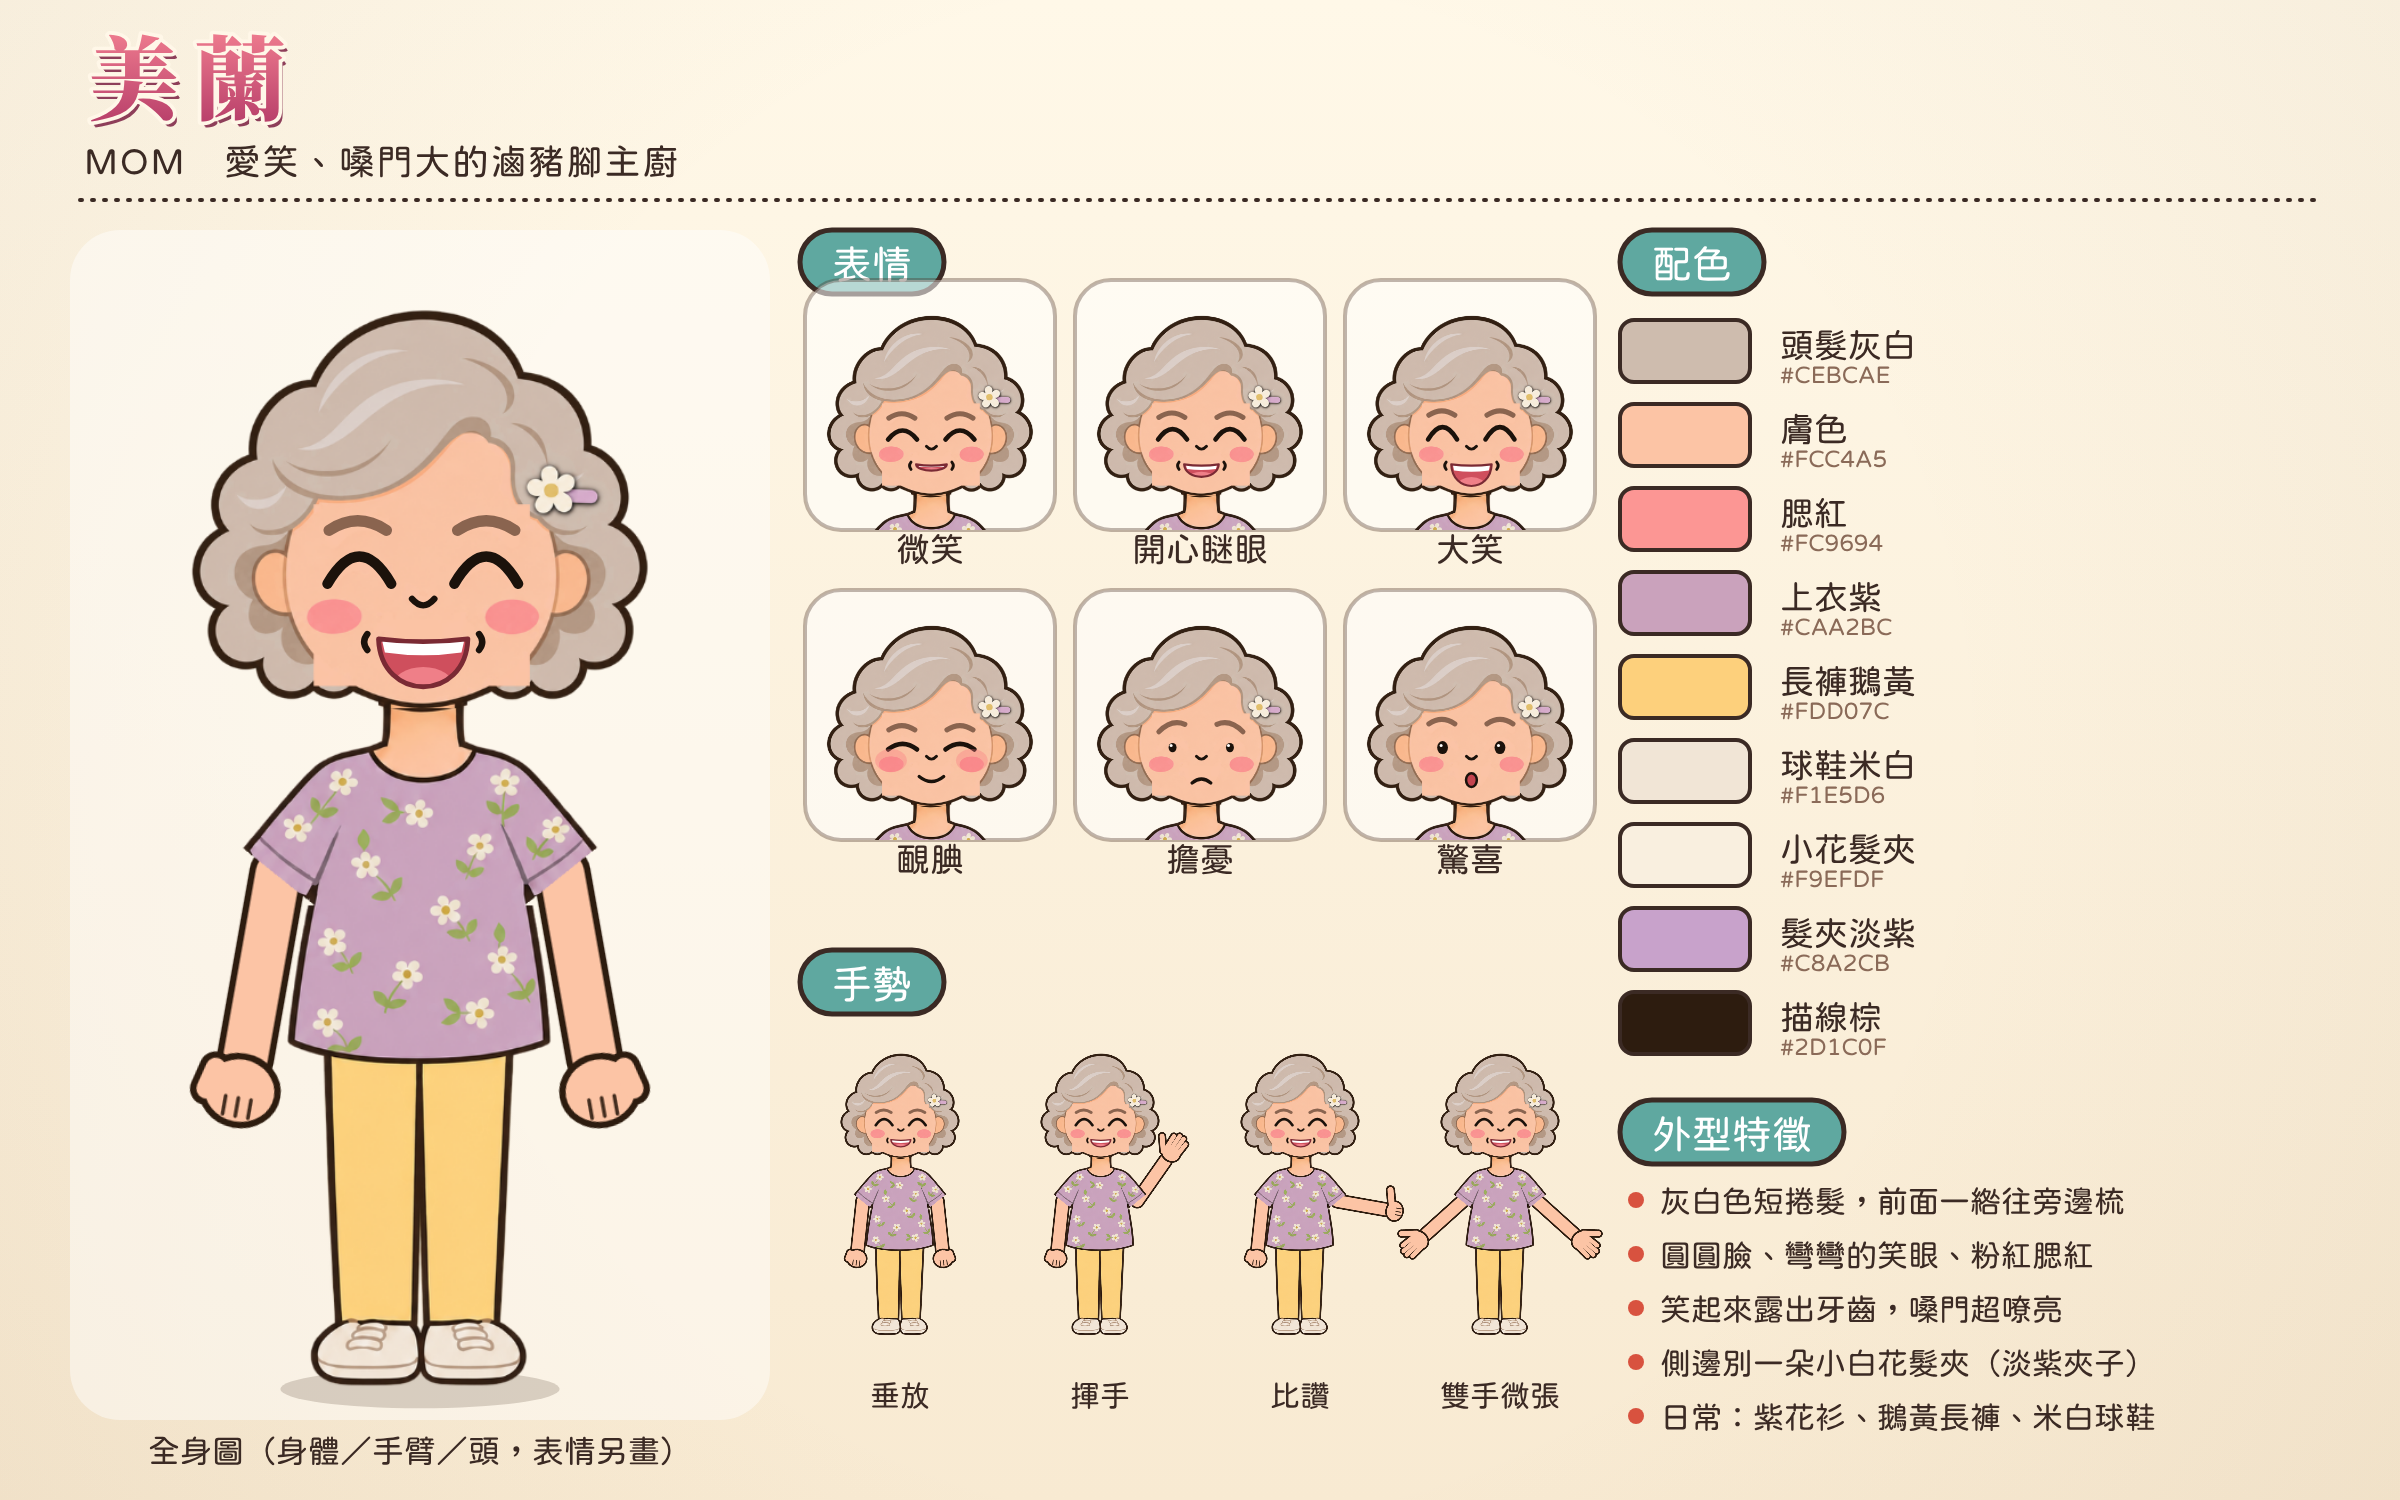 美蘭
MOM 愛笑、嗓門大的滷豬腳主廚
表情
微笑
開心瞇眼
大笑
靦腆
擔憂
驚喜
手勢
垂放
揮手
比讚
雙手微張
全身圖（身體／手臂／頭，表情另畫）
配色
頭髮灰白
#CEBCAE
膚色
#FCC4A5
腮紅
#FC9694
上衣紫
#CAA2BC
長褲鵝黃
#FDD07C
球鞋米白
#F1E5D6
小花髮夾
#F9EFDF
髮夾淡紫
#C8A2CB
描線棕
#2D1C0F
外型特徵
灰白色短捲髮，前面一綹往旁邊梳
圓圓臉、彎彎的笑眼、粉紅腮紅
笑起來露出牙齒，嗓門超嘹亮
側邊別一朵小白花髮夾（淡紫夾子）
日常：紫花衫、鵝黃長褲、米白球鞋